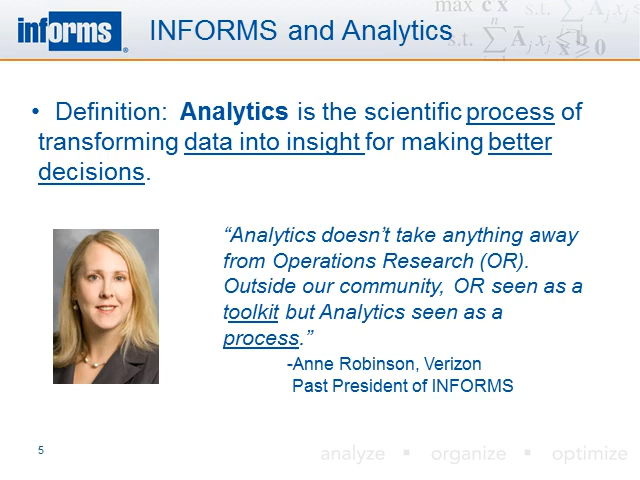 informs®
INFORMS and Analytics
max c x s.t. ∑ A j x j ≤
s.t. ∑ A̅ j x j ≤ b
n
x ≥ 0
• Definition: Analytics is the scientific process of
transforming data into insight for making better
decisions.
“Analytics doesn’t take anything away
from Operations Research (OR).
Outside our community, OR seen as a
toolkit but Analytics seen as a
process.”
-Anne Robinson, Verizon
Past President of INFORMS
5
analyze ▪ organize ▪ optimize